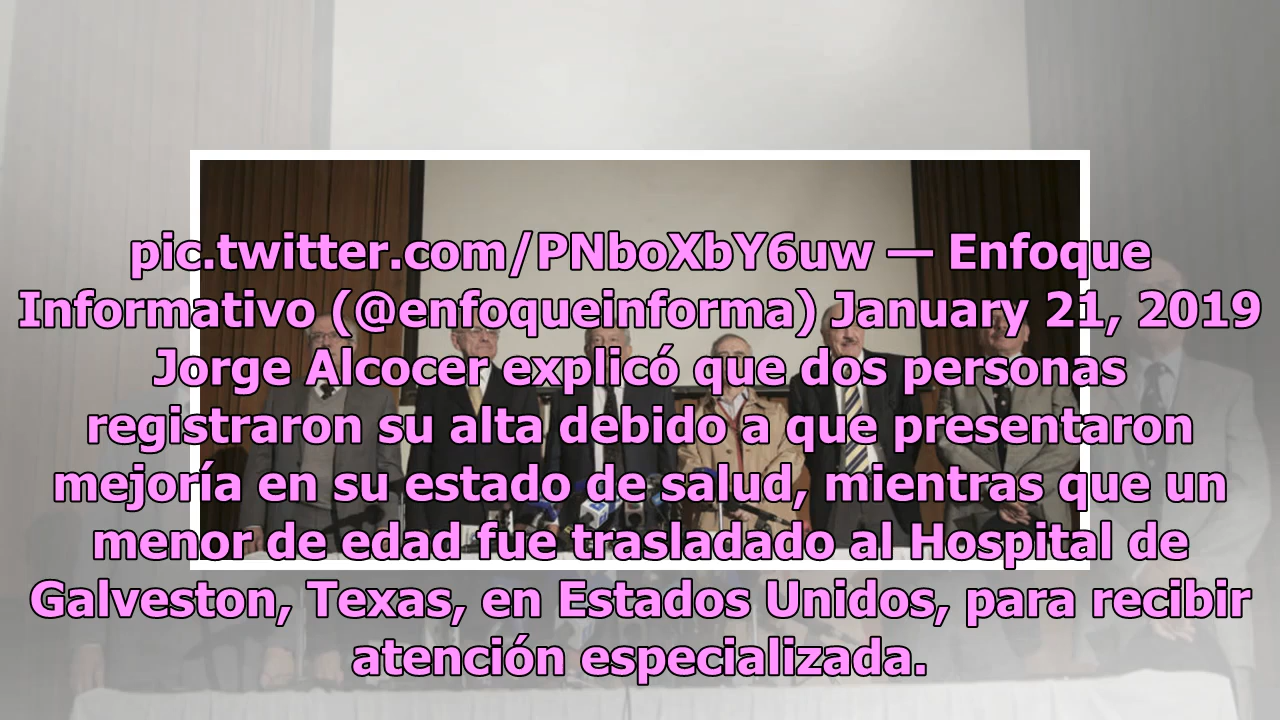 pic.twitter.com/PNboXbY6uw — Enfoque
Informativo (@enfoqueinforma) January 21, 2019
Jorge Alcocer explicó que dos personas
registraron su alta debido a que presentaron
mejoría en su estado de salud, mientras que un
menor de edad fue trasladado al Hospital de
Galveston, Texas, en Estados Unidos, para recibir
atención especializada.